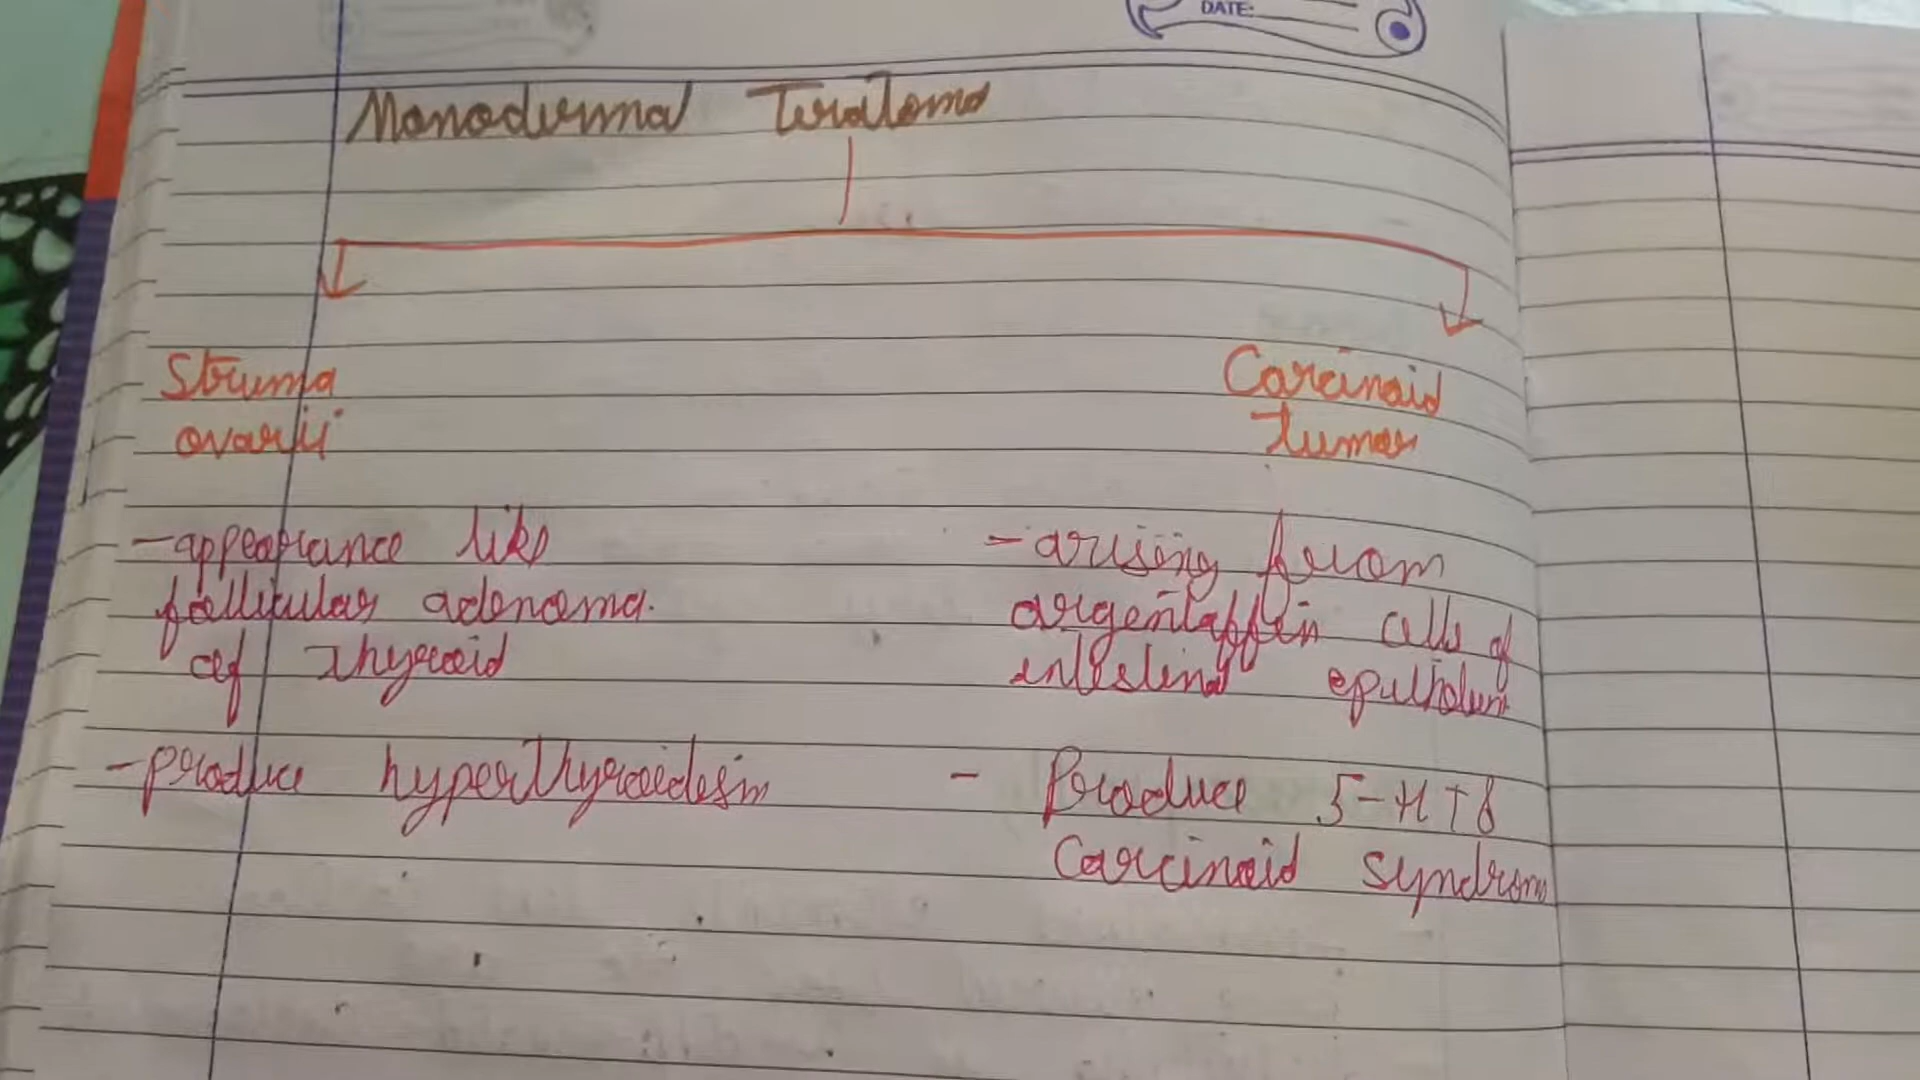 DATE:
Monodermal Teratoma
Struma
ovarii
- appearance like
follicular adenoma.
of thyroid
- produce hyperthyroidism
Carcinoid
tumor
- arising from
argentaffin cells of
intestinal epithelium
- Produce 5-HT &
Carcinoid syndrome